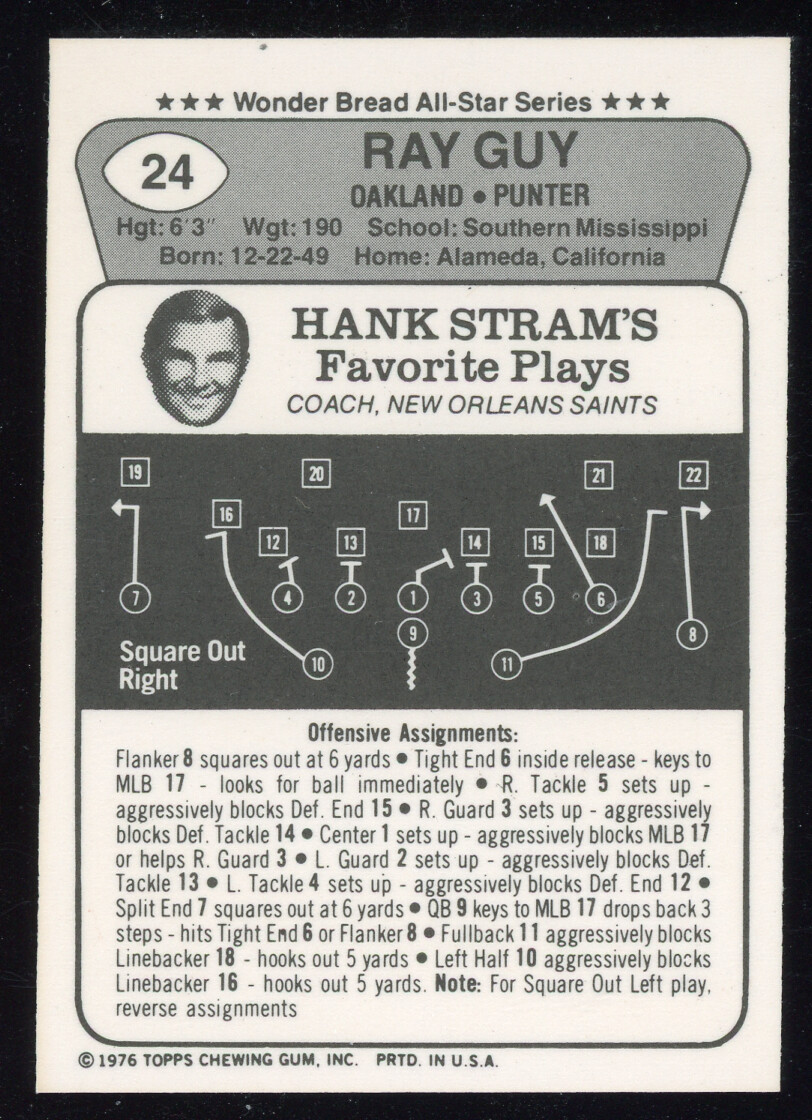 ★★★ Wonder Bread All-Star Series ★★★
24
RAY GUY
OAKLAND • PUNTER
Hgt: 6'3" Wgt: 190 School: Southern Mississippi
Born: 12-22-49 Home: Alameda, California
HANK STRAM'S
Favorite Plays
COACH, NEW ORLEANS SAINTS
19 20 21 22
16 17
12 13 14 15 18
7 4 2 1 3 5 6
9 8
10 11
Square Out
Right
Offensive Assignments:
Flanker 8 squares out at 6 yards • Tight End 6 inside release - keys to
MLB 17 - looks for ball immediately • R. Tackle 5 sets up -
aggressively blocks Def. End 15 • R. Guard 3 sets up - aggressively
blocks Def. Tackle 14 • Center 1 sets up - aggressively blocks MLB 17
or helps R. Guard 3 • L. Guard 2 sets up - aggressively blocks Def.
Tackle 13 • L. Tackle 4 sets up - aggressively blocks Def. End 12 •
Split End 7 squares out at 6 yards • QB 9 keys to MLB 17 drops back 3
steps - hits Tight End 6 or Flanker 8 • Fullback 11 aggressively blocks
Linebacker 18 - hooks out 5 yards • Left Half 10 aggressively blocks
Linebacker 16 - hooks out 5 yards. Note: For Square Out Left play,
reverse assignments
© 1976 TOPPS CHEWING GUM, INC. PRTD. IN U.S.A.